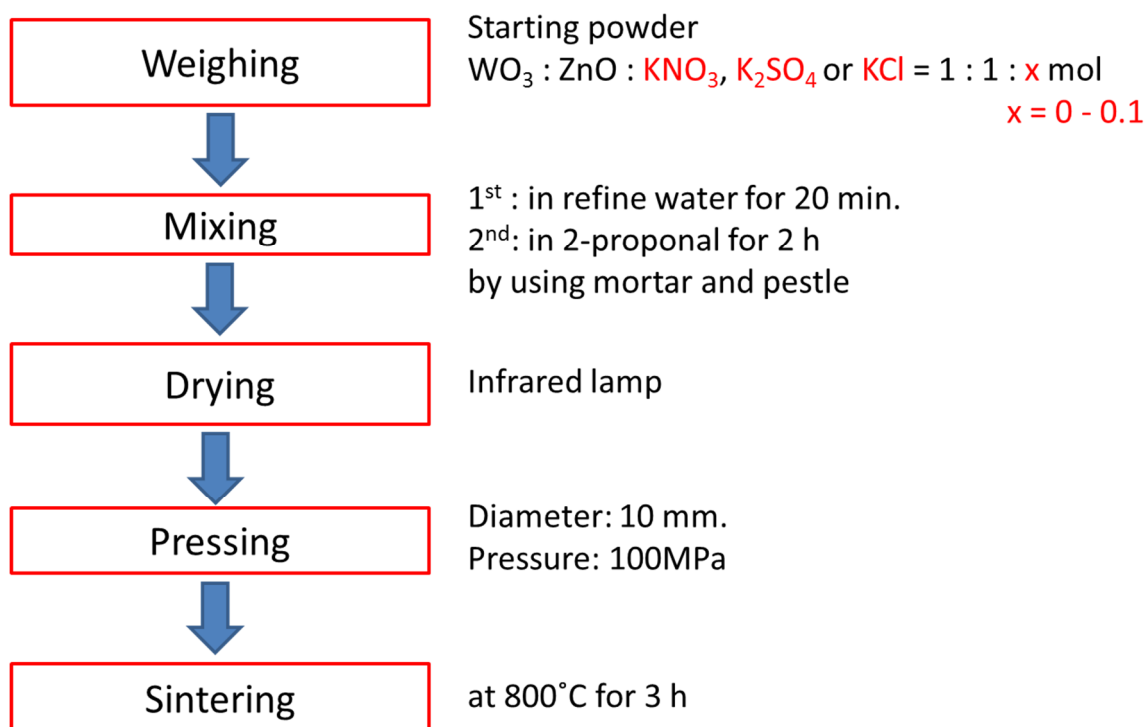 Weighing
Starting powder
WO₃ : ZnO : KNO₃, K₂SO₄ or KCl = 1 : 1 : x mol
x = 0 - 0.1
Mixing
1ˢᵗ : in refine water for 20 min.
2ⁿᵈ: in 2-proponal for 2 h
by using mortar and pestle
Drying
Infrared lamp
Pressing
Diameter: 10 mm.
Pressure: 100MPa
Sintering
at 800˚C for 3 h